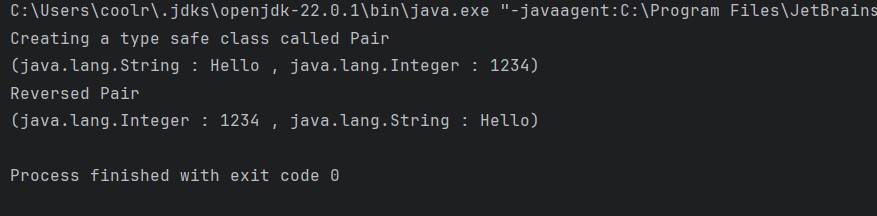 C:\Users\coolr\.jdks\openjdk-22.0.1\bin\java.exe "-javaagent:C:\Program Files\JetBrains
Creating a type safe class called Pair
(java.lang.String : Hello , java.lang.Integer : 1234)
Reversed Pair
(java.lang.Integer : 1234 , java.lang.String : Hello)
Process finished with exit code 0